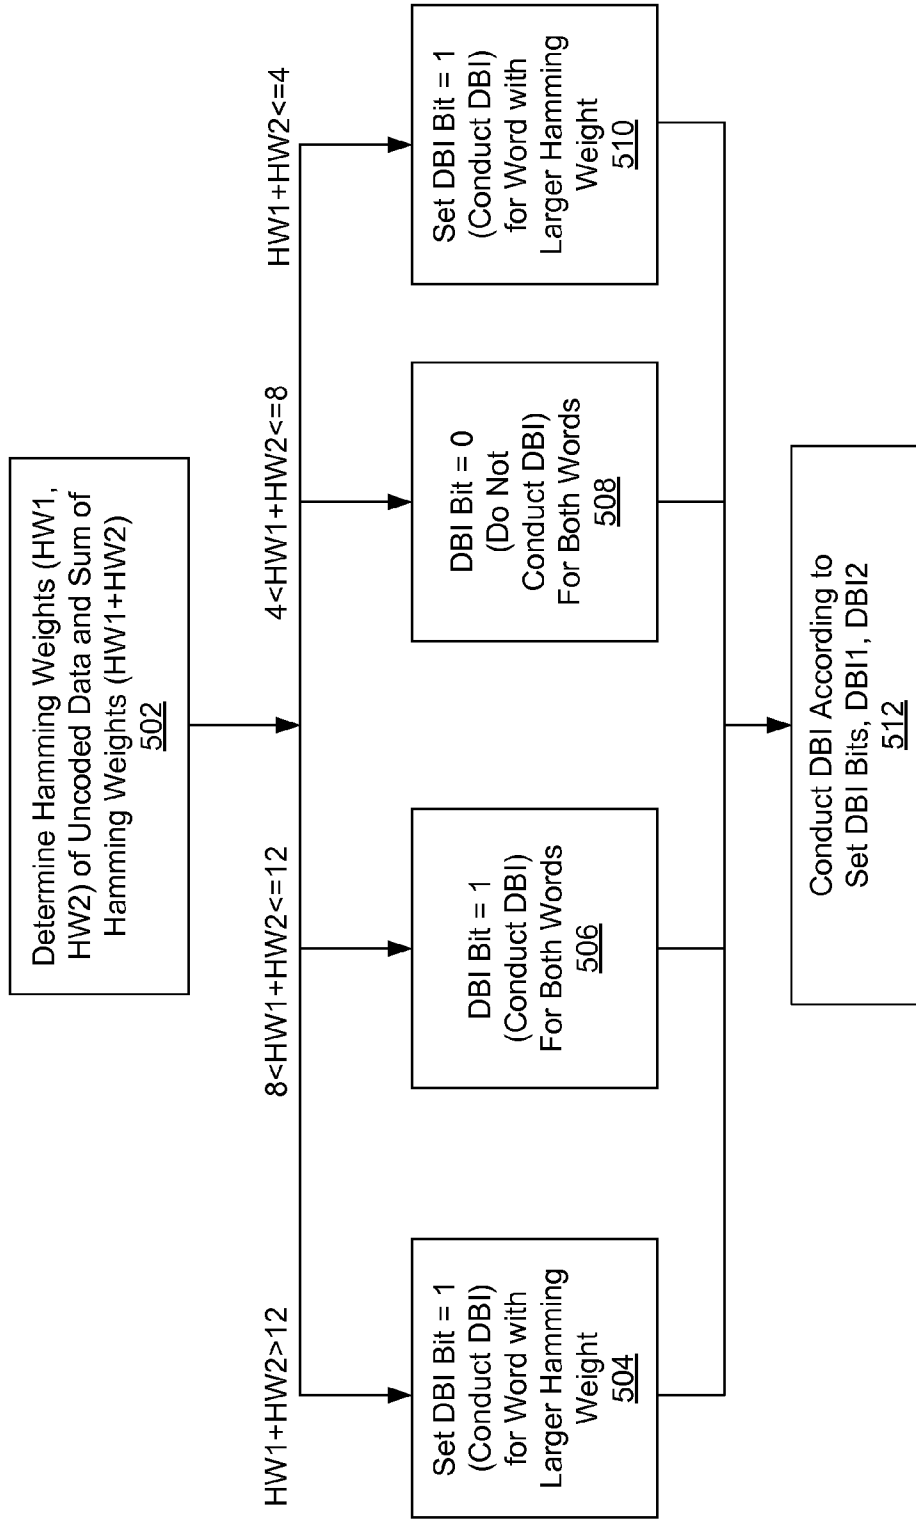 Determine Hamming Weights (HW1,
HW2) of Uncoded Data and Sum of
Hamming Weights (HW1+HW2)
502
HW1+HW2>12
8<HW1+HW2<=12
4<HW1+HW2<=8
HW1+HW2<=4
Set DBI Bit = 1
(Conduct DBI)
for Word with
Larger Hamming
Weight
504
DBI Bit = 1
(Conduct DBI)
For Both Words
506
DBI Bit = 0
(Do Not
Conduct DBI)
For Both Words
508
Set DBI Bit = 1
(Conduct DBI)
for Word with
Larger Hamming
Weight
510
Conduct DBI According to
Set DBI Bits, DBI1, DBI2
512